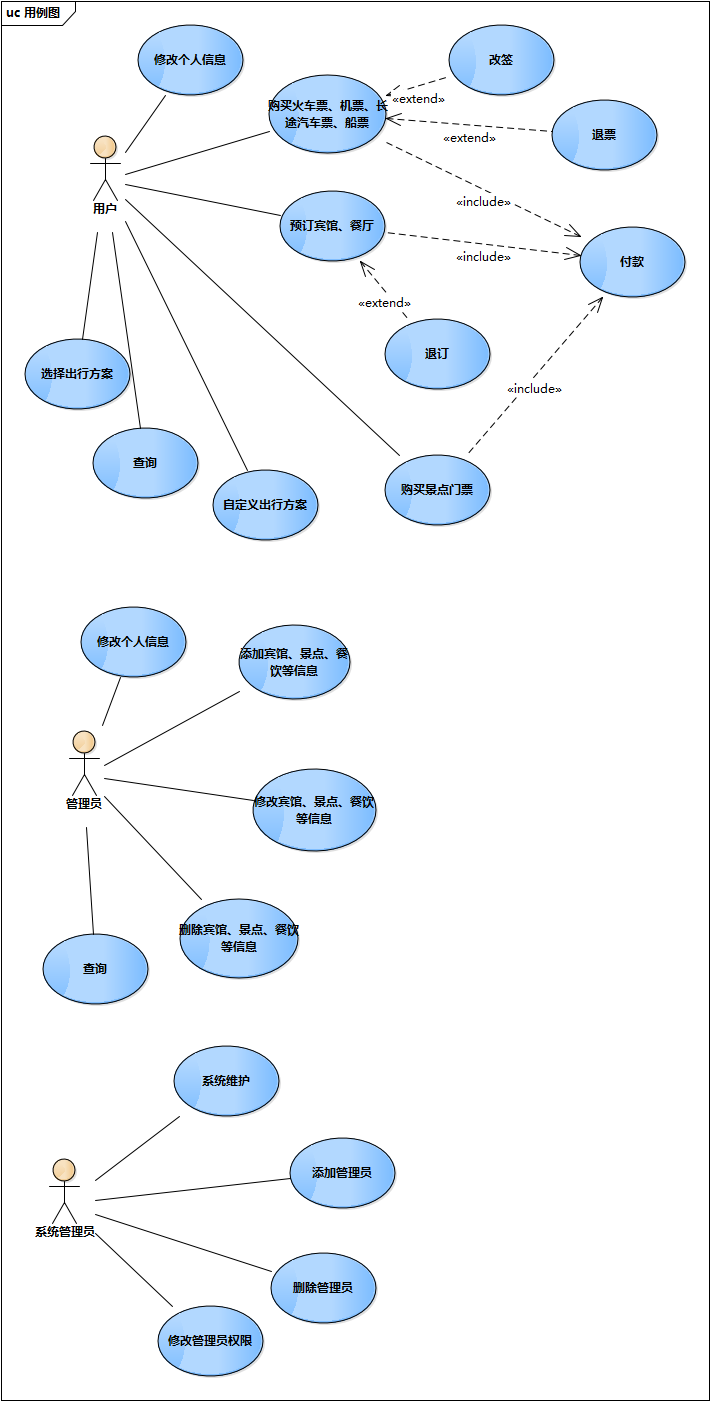 uc 用例图
修改个人信息
改签
购买火车票、机票、长
途汽车票、船票
«extend»
退票
«extend»
用户
«include»
预订宾馆、餐厅
«include»
付款
«extend»
退订
选择出行方案
«include»
查询
购买景点门票
自定义出行方案
修改个人信息
添加宾馆、景点、餐
饮等信息
管理员
修改宾馆、景点、餐饮
等信息
删除宾馆、景点、餐饮
等信息
查询
系统维护
添加管理员
系统管理员
删除管理员
修改管理员权限